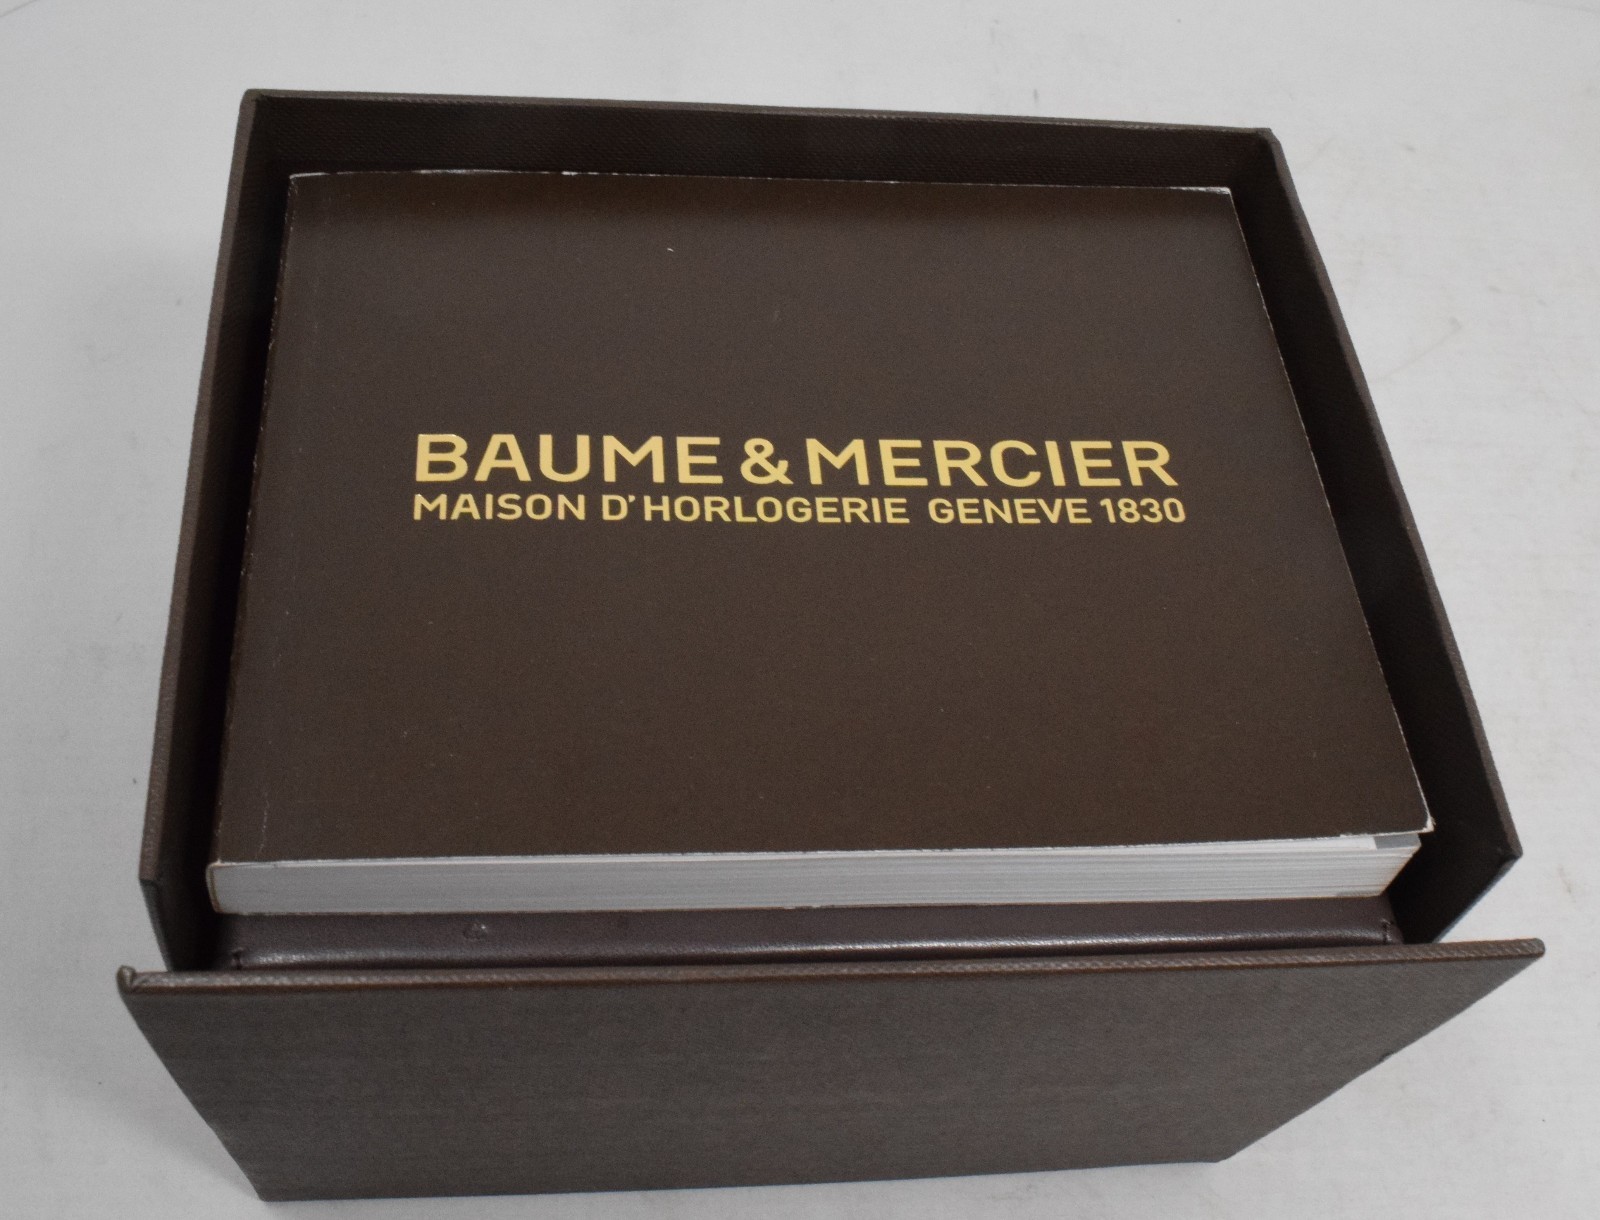 BAUME & MERCIER
MAISON D'HORLOGERIE GENEVE 1830